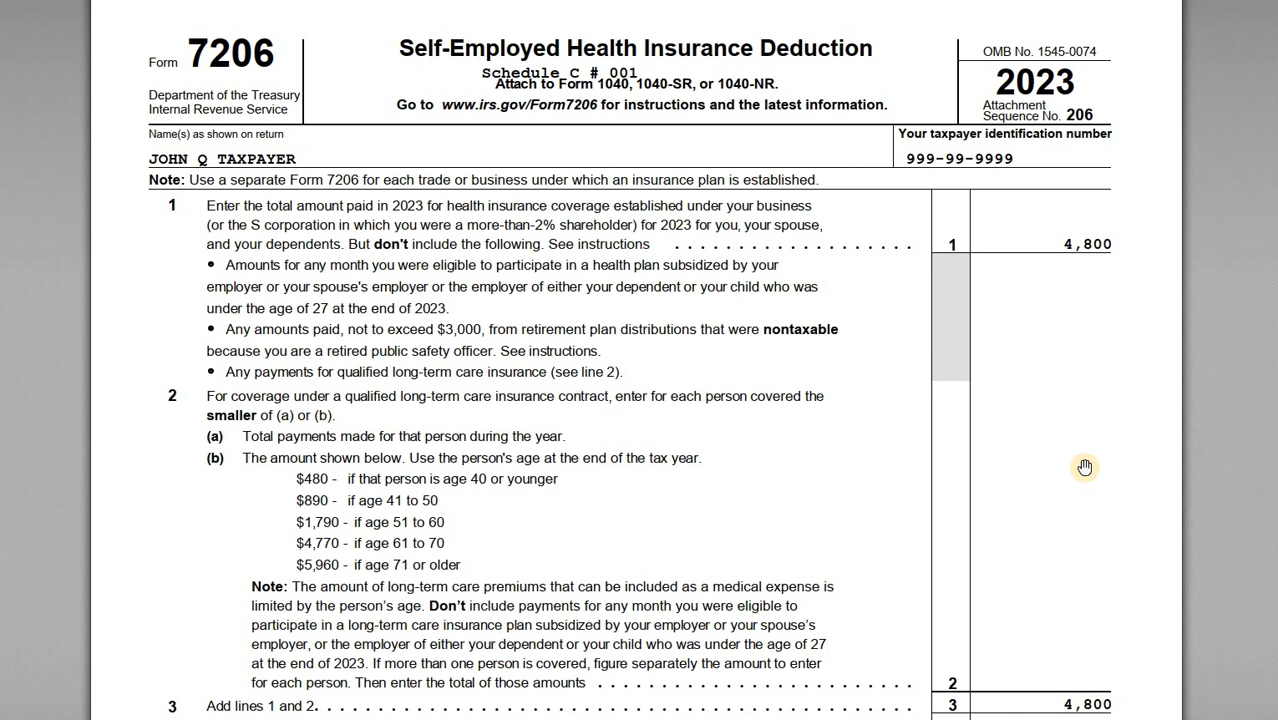 Form 7206
Department of the Treasury
Internal Revenue Service
Self-Employed Health Insurance Deduction
Schedule C # 001
Attach to Form 1040, 1040-SR, or 1040-NR.
Go to www.irs.gov/Form7206 for instructions and the latest information.
OMB No. 1545-0074
2023
Attachment
Sequence No. 206
Name(s) as shown on return
JOHN Q TAXPAYER
Your taxpayer identification number
999-99-9999
Note: Use a separate Form 7206 for each trade or business under which an insurance plan is established.
1 Enter the total amount paid in 2023 for health insurance coverage established under your business
(or the S corporation in which you were a more-than-2% shareholder) for 2023 for you, your spouse,
and your dependents. But don't include the following. See instructions . . . . . . . . . . . . . . . . . . 1 4,800
• Amounts for any month you were eligible to participate in a health plan subsidized by your
employer or your spouse's employer or the employer of either your dependent or your child who was
under the age of 27 at the end of 2023.
• Any amounts paid, not to exceed $3,000, from retirement plan distributions that were nontaxable
because you are a retired public safety officer. See instructions.
• Any payments for qualified long-term care insurance (see line 2).
2 For coverage under a qualified long-term care insurance contract, enter for each person covered the
smaller of (a) or (b).
(a) Total payments made for that person during the year.
(b) The amount shown below. Use the person's age at the end of the tax year.
$480 - if that person is age 40 or younger
$890 - if age 41 to 50
$1,790 - if age 51 to 60
$4,770 - if age 61 to 70
$5,960 - if age 71 or older
Note: The amount of long-term care premiums that can be included as a medical expense is
limited by the person's age. Don't include payments for any month you were eligible to
participate in a long-term care insurance plan subsidized by your employer or your spouse's
employer, or the employer of either your dependent or your child who was under the age of 27
at the end of 2023. If more than one person is covered, figure separately the amount to enter
for each person. Then enter the total of those amounts . . . . . . . . . . . . . . . . . . . . . . . . 2
3 Add lines 1 and 2. . . . . . . . . . . . . . . . . . . . . . . . . . . . . . . . . . . . . . . . . . . . . . 3 4,800